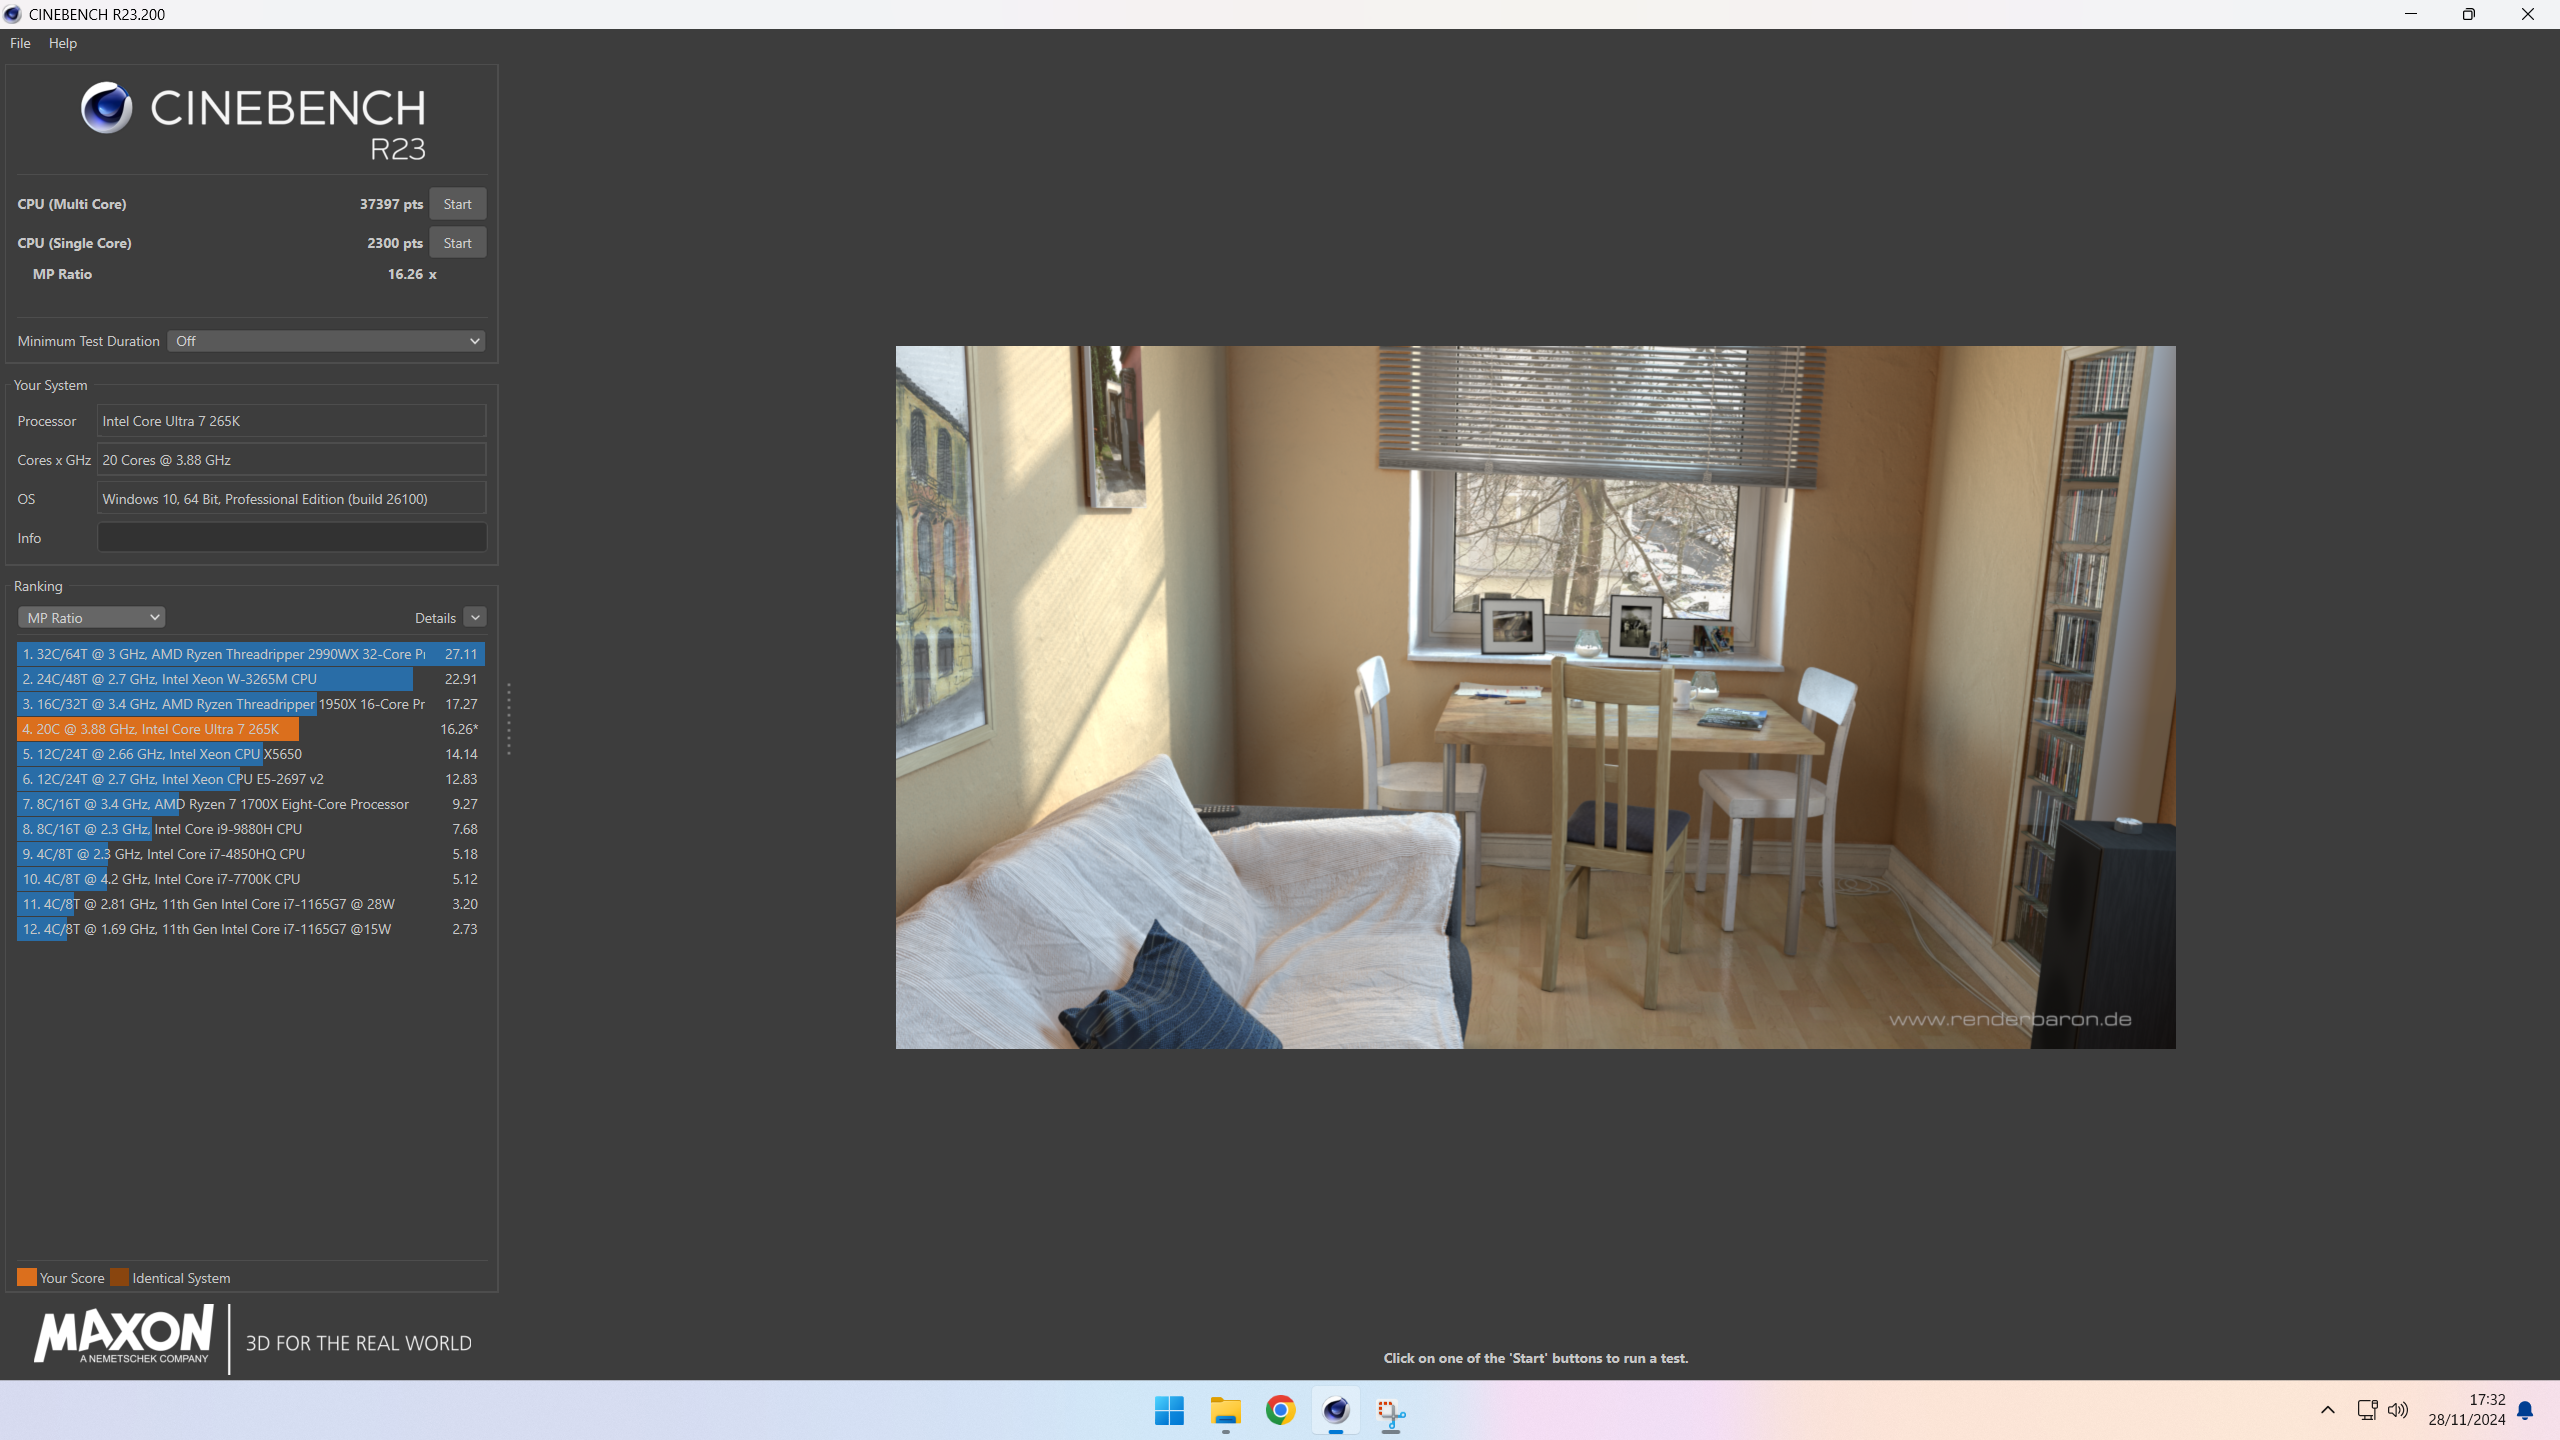 CINEBENCH R23.200
File Help
CINEBENCH
R23
CPU (Multi Core) 37397 pts Start
CPU (Single Core) 2300 pts Start
MP Ratio 16.26 x
Minimum Test Duration Off
Your System
Processor Intel Core Ultra 7 265K
Cores x GHz 20 Cores @ 3.88 GHz
OS Windows 10, 64 Bit, Professional Edition (build 26100)
Info
Ranking
MP Ratio Details
1. 32C/64T @ 3 GHz, AMD Ryzen Threadripper 2990WX 32-Core Pr 27.11
2. 24C/48T @ 2.7 GHz, Intel Xeon W-3265M CPU 22.91
3. 16C/32T @ 3.4 GHz, AMD Ryzen Threadripper 1950X 16-Core Pr 17.27
4. 20C @ 3.88 GHz, Intel Core Ultra 7 265K 16.26*
5. 12C/24T @ 2.66 GHz, Intel Xeon CPU X5650 14.14
6. 12C/24T @ 2.7 GHz, Intel Xeon CPU E5-2697 v2 12.83
7. 8C/16T @ 3.4 GHz, AMD Ryzen 7 1700X Eight-Core Processor 9.27
8. 8C/16T @ 2.3 GHz, Intel Core i9-9880H CPU 7.68
9. 4C/8T @ 2.3 GHz, Intel Core i7-4850HQ CPU 5.18
10. 4C/8T @ 4.2 GHz, Intel Core i7-7700K CPU 5.12
11. 4C/8T @ 2.81 GHz, 11th Gen Intel Core i7-1165G7 @ 28W 3.20
12. 4C/8T @ 1.69 GHz, 11th Gen Intel Core i7-1165G7 @15W 2.73
Your Score Identical System
MAXON
A NEMETSCHEK COMPANY
3D FOR THE REAL WORLD
www.renderbaron.de
Click on one of the 'Start' buttons to run a test.
17:32
28/11/2024